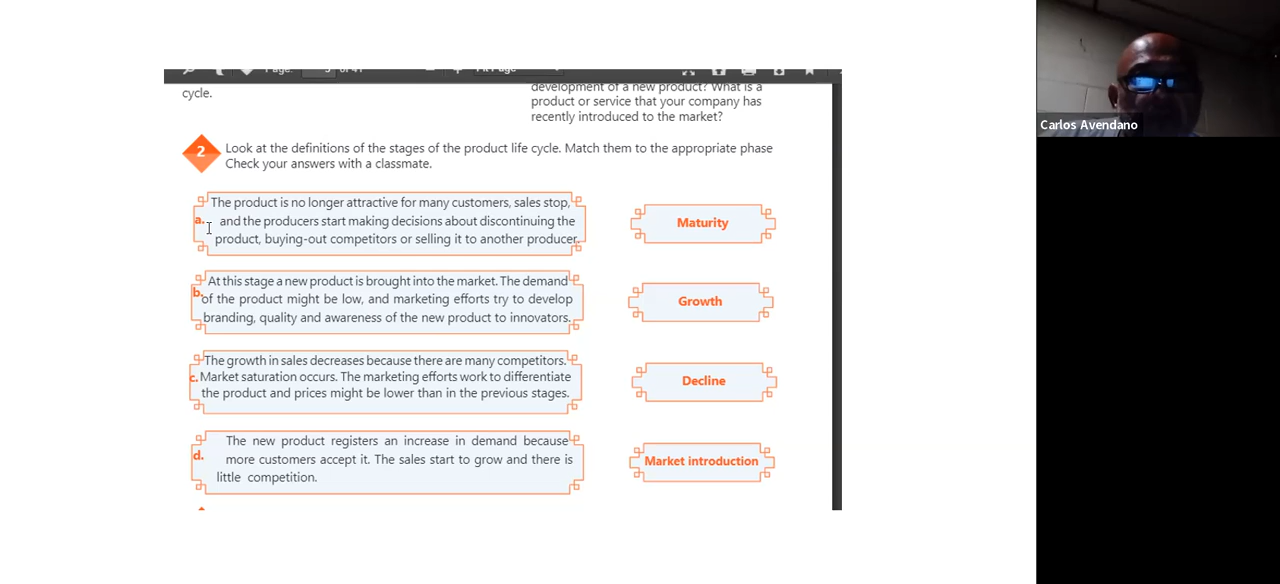 cycle.
development of a new product? What is a
product or service that your company has
recently introduced to the market?
2
Look at the definitions of the stages of the product life cycle. Match them to the appropriate phase
Check your answers with a classmate.
a.
The product is no longer attractive for many customers, sales stop,
and the producers start making decisions about discontinuing the
product, buying-out competitors or selling it to another producer.
Maturity
b.
At this stage a new product is brought into the market. The demand
of the product might be low, and marketing efforts try to develop
branding, quality and awareness of the new product to innovators.
Growth
c.
The growth in sales decreases because there are many competitors.
Market saturation occurs. The marketing efforts work to differentiate
the product and prices might be lower than in the previous stages.
Decline
d.
The new product registers an increase in demand because
more customers accept it. The sales start to grow and there is
little competition.
Market introduction
Carlos Avendano